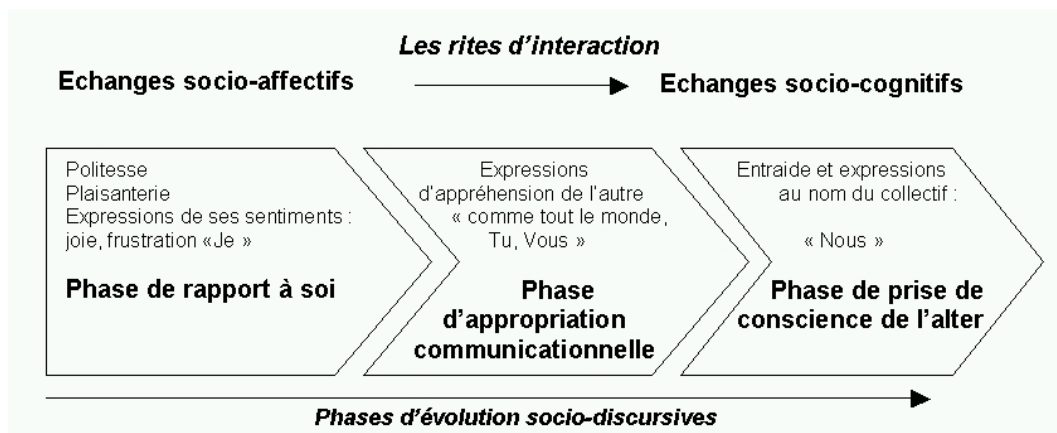 Les rites d'interaction
Echanges socio-affectifs
Echanges socio-cognitifs
Politesse
Plaisanterie
Expressions de ses sentiments :
joie, frustration «Je »
Phase de rapport à soi
Expressions
d'appréhension de l'autre
« comme tout le monde,
Tu, Vous »
Phase
d'appropriation
communicationnelle
Entraide et expressions
au nom du collectif :
« Nous »
Phase de prise de
conscience de l'alter
Phases d'évolution socio-discursives